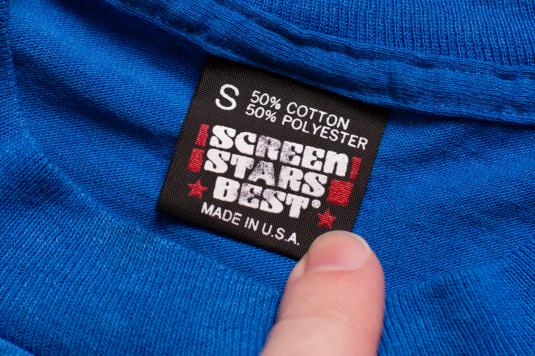 S 50% COTTON
50% POLYESTER
SCREEN
STARS
BEST®
MADE IN U.S.A.